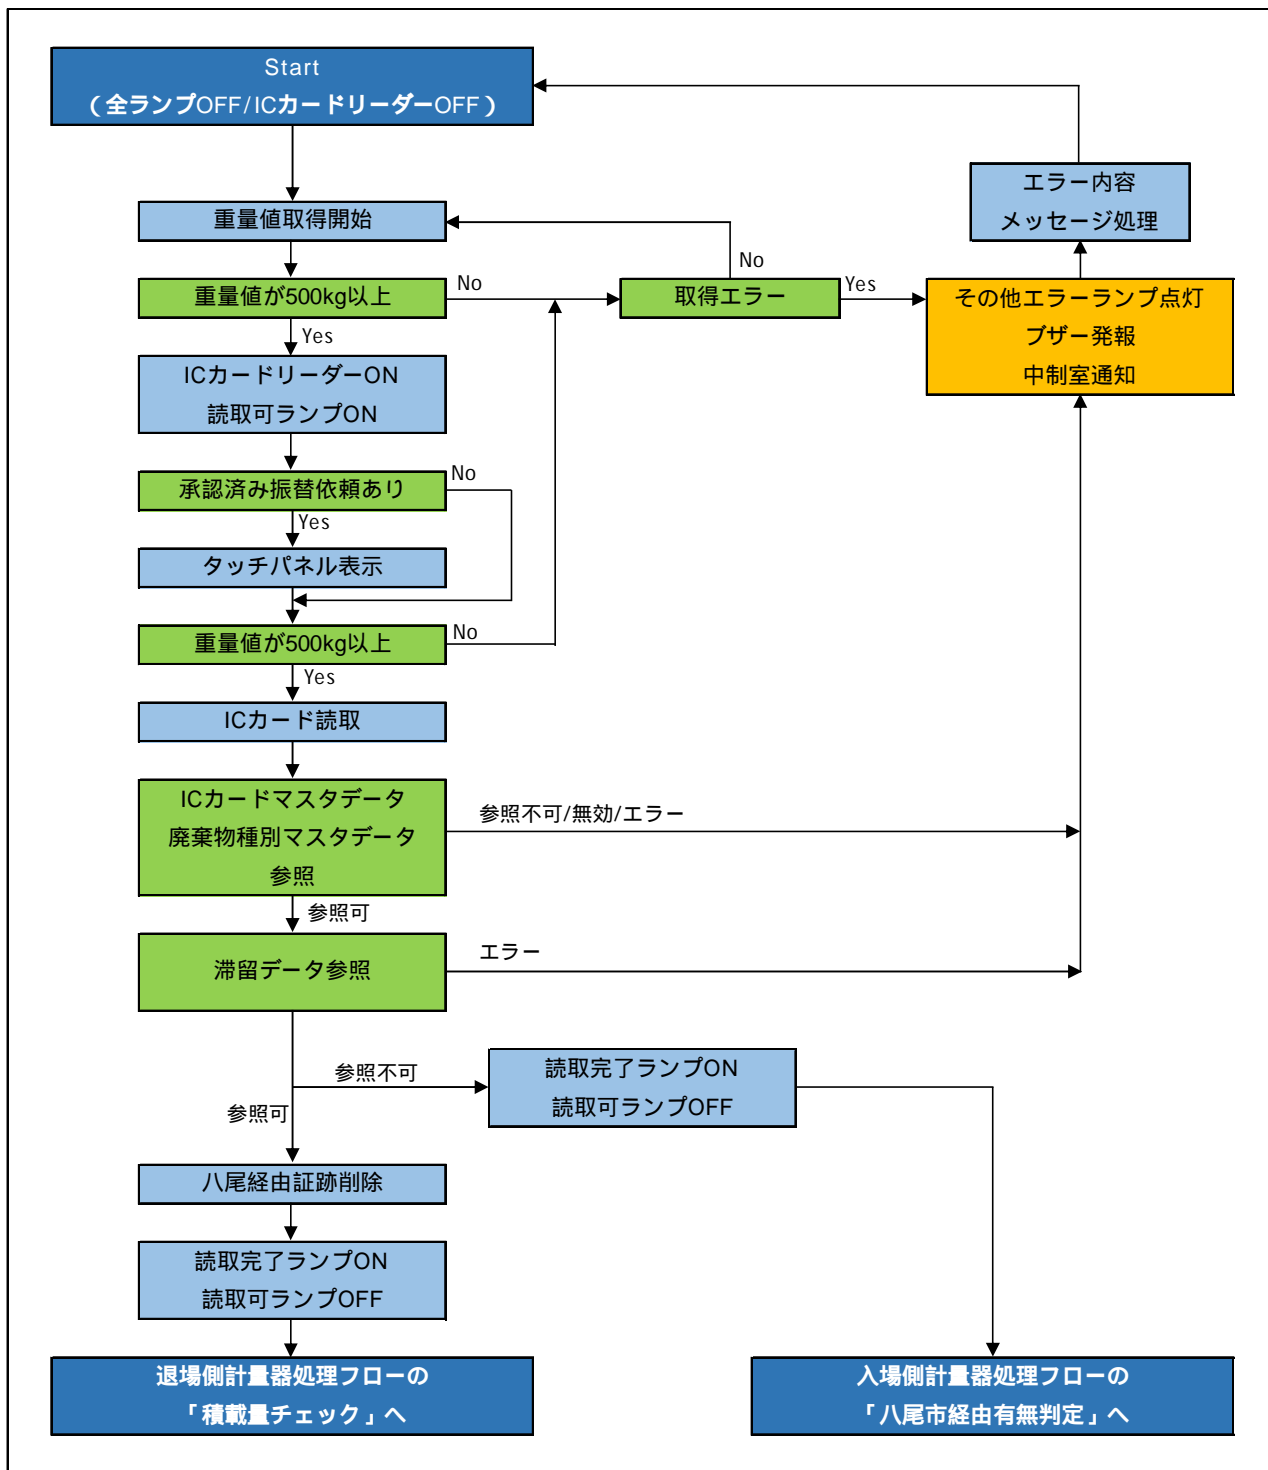 Start
（全ランプOFF/ICカードリーダーOFF）
エラー内容
メッセージ処理
重量値取得開始
No
重量値が500kg以上
No
取得エラー
Yes
その他エラーランプ点灯
ブザー発報
中制室通知
Yes
ICカードリーダーON
読取可ランプON
承認済み振替依頼あり
No
Yes
タッチパネル表示
重量値が500kg以上
No
Yes
ICカード読取
ICカードマスタデータ
廃棄物種別マスタデータ
参照
参照不可/無効/エラー
参照可
滞留データ参照
エラー
参照不可
読取完了ランプON
読取可ランプOFF
参照可
八尾経由証跡削除
読取完了ランプON
読取可ランプOFF
退場側計量器処理フローの
「積載量チェック」へ
入場側計量器処理フローの
「八尾市経由有無判定」へ